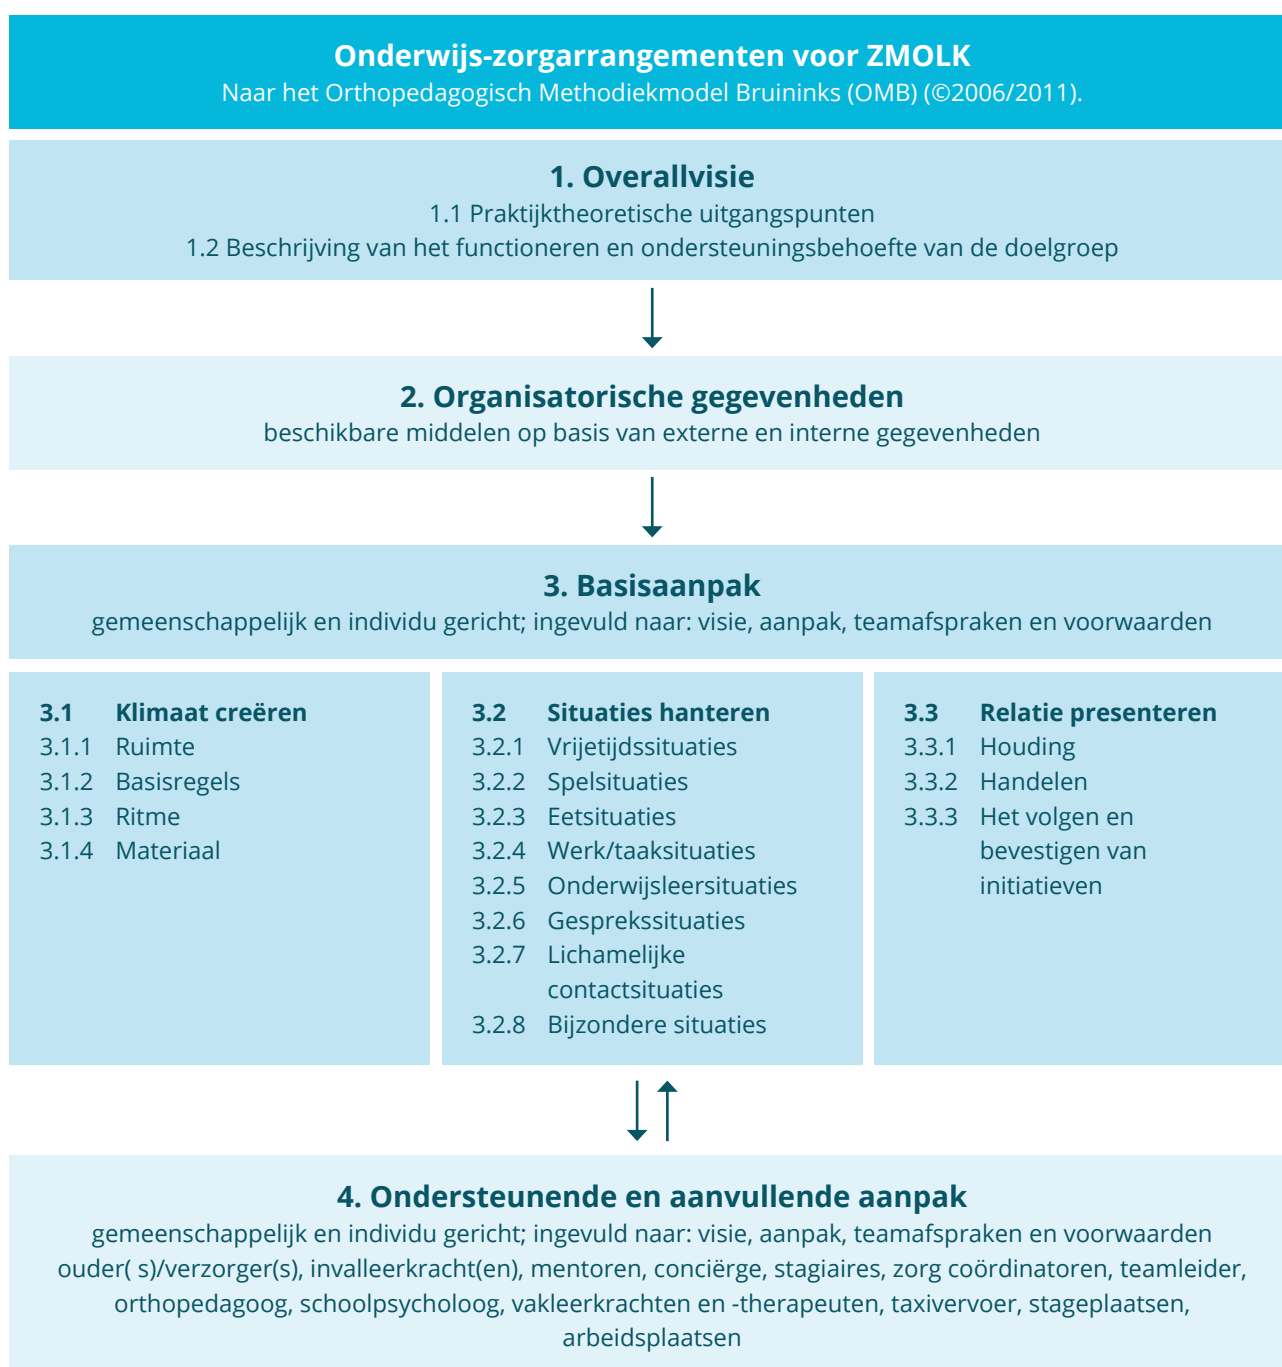 Onderwijs-zorgarrangementen voor ZMOLK
Naar het Orthopedagogisch Methodiekmodel Bruininks (OMB) (©2006/2011).
1. Overallvisie
1.1 Praktijktheoretische uitgangspunten
1.2 Beschrijving van het functioneren en ondersteuningsbehoefte van de doelgroep
2. Organisatorische gegevenheden
beschikbare middelen op basis van externe en interne gegevenheden
3. Basisaanpak
gemeenschappelijk en individu gericht; ingevuld naar: visie, aanpak, teamafspraken en voorwaarden
3.1 Klimaat creëren
3.1.1 Ruimte
3.1.2 Basisregels
3.1.3 Ritme
3.1.4 Materiaal
3.2 Situaties hanteren
3.2.1 Vrijetijdssituaties
3.2.2 Spelsituaties
3.2.3 Eetsituaties
3.2.4 Werk/taaksituaties
3.2.5 Onderwijsleersituaties
3.2.6 Gesprekssituaties
3.2.7 Lichamelijke
contactsituaties
3.2.8 Bijzondere situaties
3.3 Relatie presenteren
3.3.1 Houding
3.3.2 Handelen
3.3.3 Het volgen en
bevestigen van
initiatieven
4. Ondersteunende en aanvullende aanpak
gemeenschappelijk en individu gericht; ingevuld naar: visie, aanpak, teamafspraken en voorwaarden
ouder( s)/verzorger(s), invalleerkracht(en), mentoren, conciërge, stagiaires, zorg coördinatoren, teamleider,
orthopedagoog, schoolpsycholoog, vakleerkrachten en -therapeuten, taxivervoer, stageplaatsen,
arbeidsplaatsen